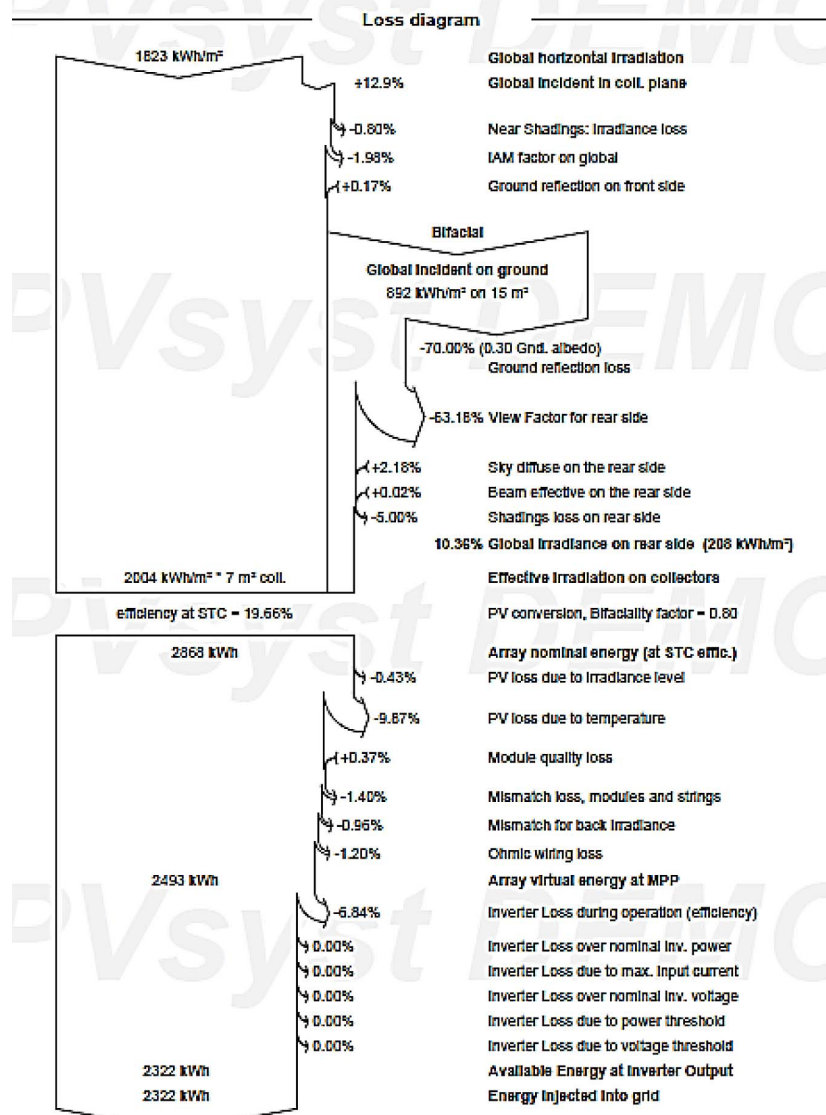 Loss diagram
1823 kWh/m² Global horizontal irradiation
+12.9% Global incident in coll. plane
-0.80% Near Shadings: irradiance loss
-1.98% IAM factor on global
+0.17% Ground reflection on front side
Bifacial
Global incident on ground
892 kWh/m² on 15 m²
-70.00% (0.30 Gnd. albedo)
Ground reflection loss
-63.18% View Factor for rear side
+2.18% Sky diffuse on the rear side
+0.02% Beam effective on the rear side
-5.00% Shadings loss on rear side
10.36% Global Irradiance on rear side (208 kWh/m²)
2004 kWh/m² * 7 m² coll. Effective irradiation on collectors
efficiency at STC = 19.66% PV conversion, Bifaciality factor = 0.80
2868 kWh Array nominal energy (at STC effic.)
-0.43% PV loss due to irradiance level
-9.87% PV loss due to temperature
+0.37% Module quality loss
-1.40% Mismatch loss, modules and strings
-0.96% Mismatch for back irradiance
-1.20% Ohmic wiring loss
2493 kWh Array virtual energy at MPP
-6.84% Inverter Loss during operation (efficiency)
0.00% Inverter Loss over nominal inv. power
0.00% Inverter Loss due to max. input current
0.00% Inverter Loss over nominal inv. voltage
0.00% Inverter Loss due to power threshold
0.00% Inverter Loss due to voltage threshold
2322 kWh Available Energy at Inverter Output
2322 kWh Energy injected into grid
PVsyst DEMO
PVsyst DEMO
PVsyst DEMO
PVsyst DEMO